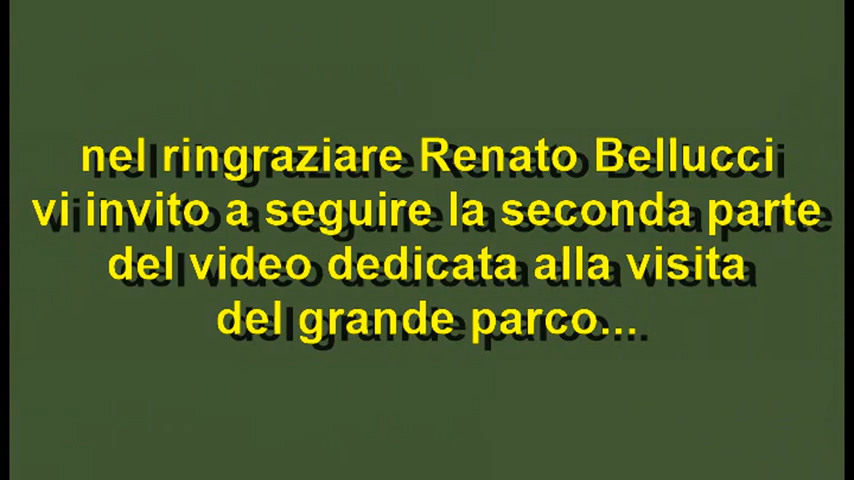 nel ringraziare Renato Bellucci
vi invito a seguire la seconda parte
del video dedicata alla visita
del grande parco...